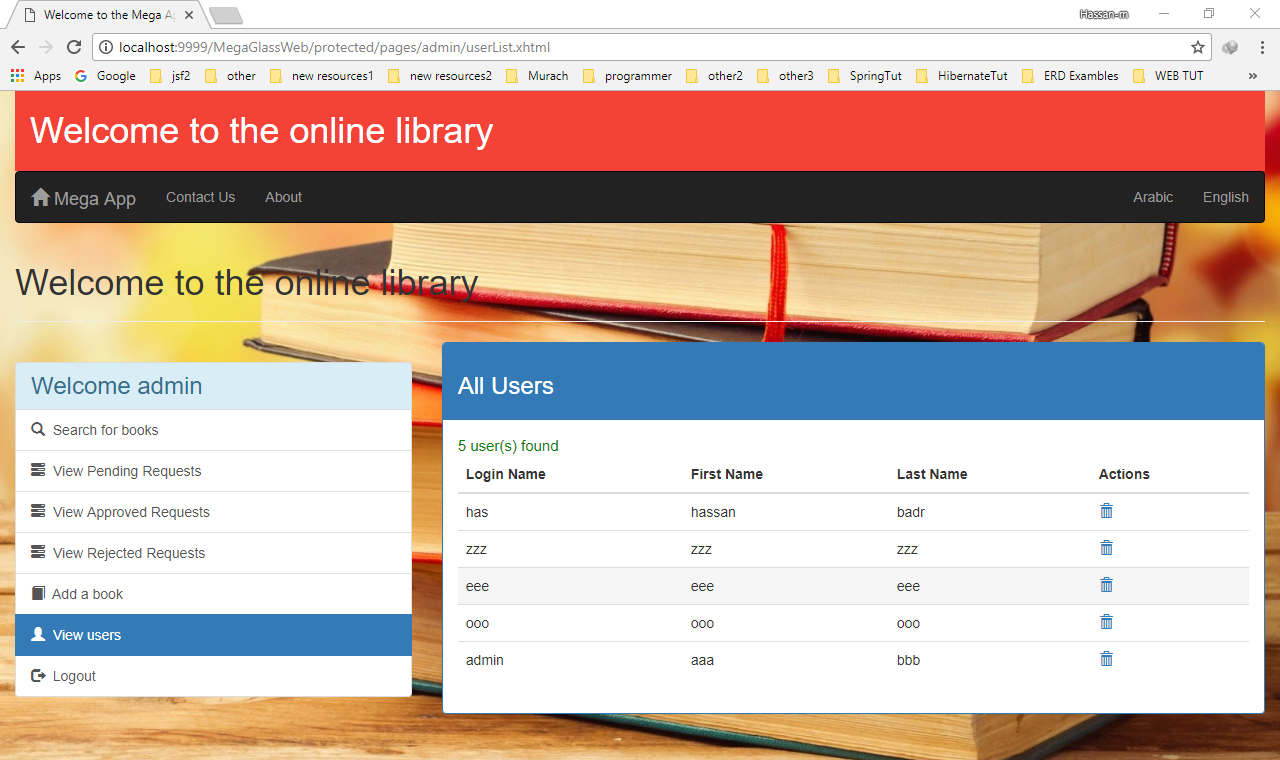 Welcome to the Mega A
Hassan-m
localhost:9999/MegaGlassWeb/protected/pages/admin/userList.xhtml
Apps Google jsf2 other new resources1 new resources2 Murach programmer other2 other3 SpringTut HibernateTut ERD Exambles WEB TUT »
Welcome to the online library
Mega App Contact Us About Arabic English
Welcome to the online library
Welcome admin
Search for books
View Pending Requests
View Approved Requests
View Rejected Requests
Add a book
View users
Logout
All Users
5 user(s) found
Login Name First Name Last Name Actions
has hassan badr
zzz zzz zzz
eee eee eee
ooo ooo ooo
admin aaa bbb